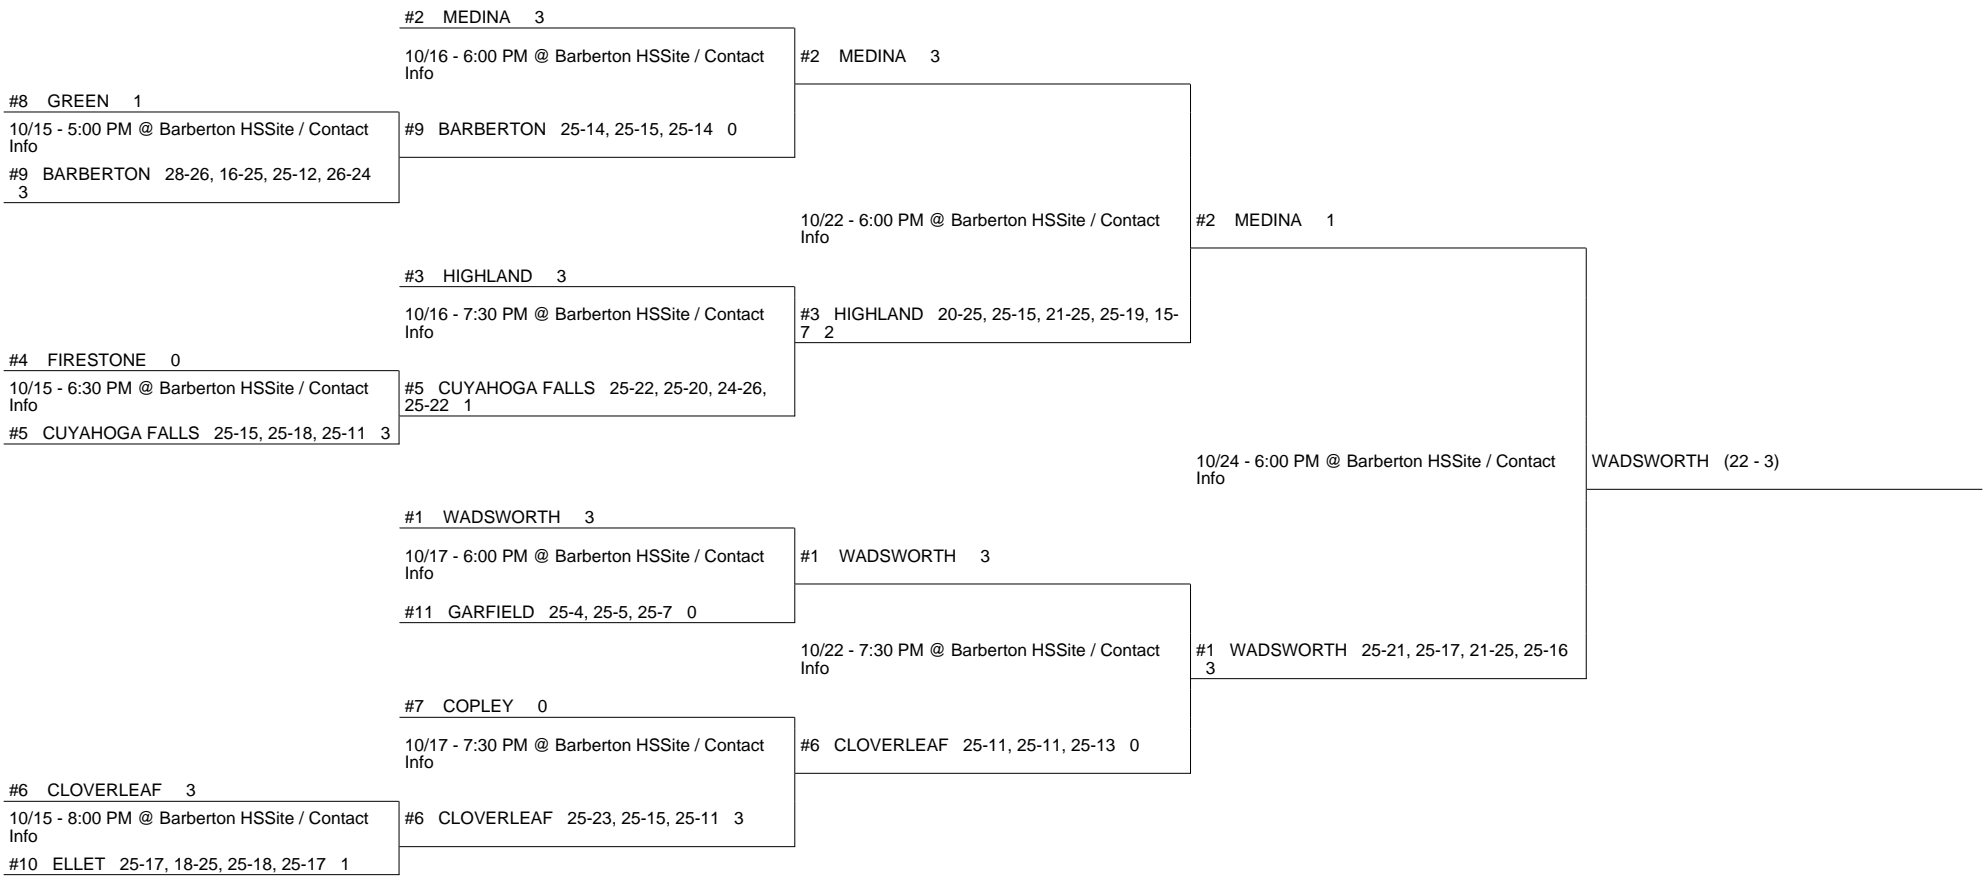 #2 MEDINA 3
10/16 - 6:00 PM @ Barberton HSSite / Contact
Info
#2 MEDINA 3
#8 GREEN 1
10/15 - 5:00 PM @ Barberton HSSite / Contact
Info
#9 BARBERTON 25-14, 25-15, 25-14 0
#9 BARBERTON 28-26, 16-25, 25-12, 26-24
3
10/22 - 6:00 PM @ Barberton HSSite / Contact
Info
#2 MEDINA 1
#3 HIGHLAND 3
10/16 - 7:30 PM @ Barberton HSSite / Contact
Info
#3 HIGHLAND 20-25, 25-15, 21-25, 25-19, 15-
7 2
#4 FIRESTONE 0
10/15 - 6:30 PM @ Barberton HSSite / Contact
Info
#5 CUYAHOGA FALLS 25-22, 25-20, 24-26,
25-22 1
#5 CUYAHOGA FALLS 25-15, 25-18, 25-11 3
10/24 - 6:00 PM @ Barberton HSSite / Contact
Info
WADSWORTH (22 - 3)
#1 WADSWORTH 3
10/17 - 6:00 PM @ Barberton HSSite / Contact
Info
#1 WADSWORTH 3
#11 GARFIELD 25-4, 25-5, 25-7 0
10/22 - 7:30 PM @ Barberton HSSite / Contact
Info
#1 WADSWORTH 25-21, 25-17, 21-25, 25-16
3
#7 COPLEY 0
10/17 - 7:30 PM @ Barberton HSSite / Contact
Info
#6 CLOVERLEAF 25-11, 25-11, 25-13 0
#6 CLOVERLEAF 3
10/15 - 8:00 PM @ Barberton HSSite / Contact
Info
#6 CLOVERLEAF 25-23, 25-15, 25-11 3
#10 ELLET 25-17, 18-25, 25-18, 25-17 1